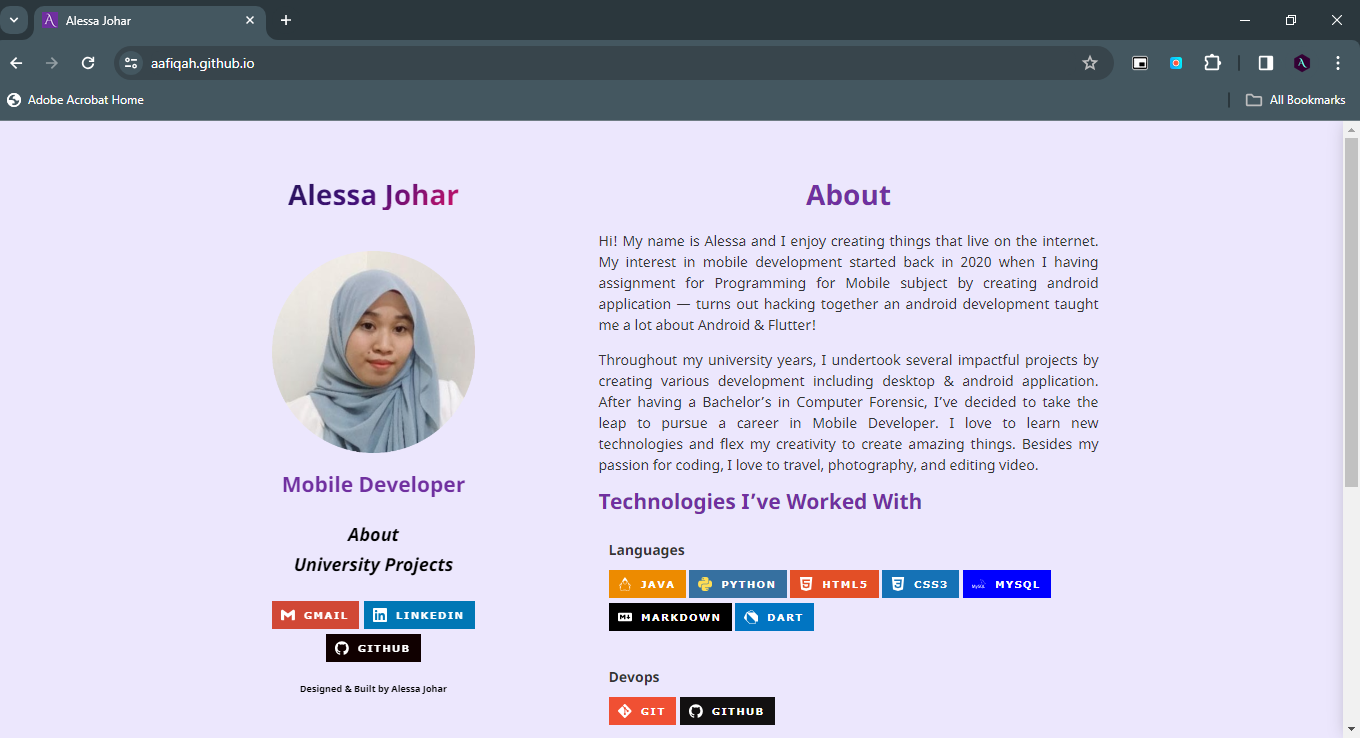 Alessa Johar
aafiqah.github.io
Adobe Acrobat Home
All Bookmarks
Alessa Johar
Mobile Developer
About
University Projects
GMAIL
LINKEDIN
GITHUB
Designed & Built by Alessa Johar
About
Hi! My name is Alessa and I enjoy creating things that live on the internet.
My interest in mobile development started back in 2020 when I having
assignment for Programming for Mobile subject by creating android
application — turns out hacking together an android development taught
me a lot about Android & Flutter!
Throughout my university years, I undertook several impactful projects by
creating various development including desktop & android application.
After having a Bachelor's in Computer Forensic, I've decided to take the
leap to pursue a career in Mobile Developer. I love to learn new
technologies and flex my creativity to create amazing things. Besides my
passion for coding, I love to travel, photography, and editing video.
Technologies I've Worked With
Languages
JAVA PYTHON HTML5 CSS3 MYSQL
MARKDOWN DART
Devops
GIT GITHUB